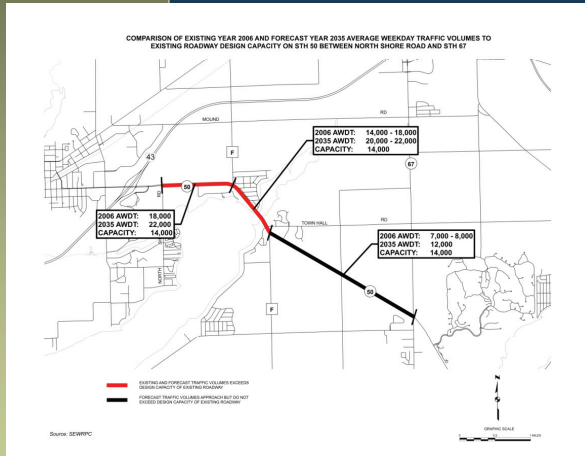 COMPARISON OF EXISTING YEAR 2006 AND FORECAST YEAR 2035 AVERAGE WEEKDAY TRAFFIC VOLUMES TO
EXISTING ROADWAY DESIGN CAPACITY ON STH 50 BETWEEN NORTH SHORE ROAD AND STH 67
MOUND RD
2006 AWDT: 14,000 - 18,000
2035 AWDT: 20,000 - 22,000
CAPACITY: 14,000
43
F
67
50
RD
2006 AWDT: 18,000
2035 AWDT: 22,000
CAPACITY: 14,000
TOWN HALL RD
2006 AWDT: 7,000 - 8,000
2035 AWDT: 12,000
CAPACITY: 14,000
NORTH
50
F
EXISTING AND FORECAST TRAFFIC VOLUMES EXCEEDS
DESIGN CAPACITY OF EXISTING ROADWAY
FORECAST TRAFFIC VOLUMES APPROACH BUT DO NOT
EXCEED DESIGN CAPACITY OF EXISTING ROADWAY
Source: SEWRPC
GRAPHIC SCALE